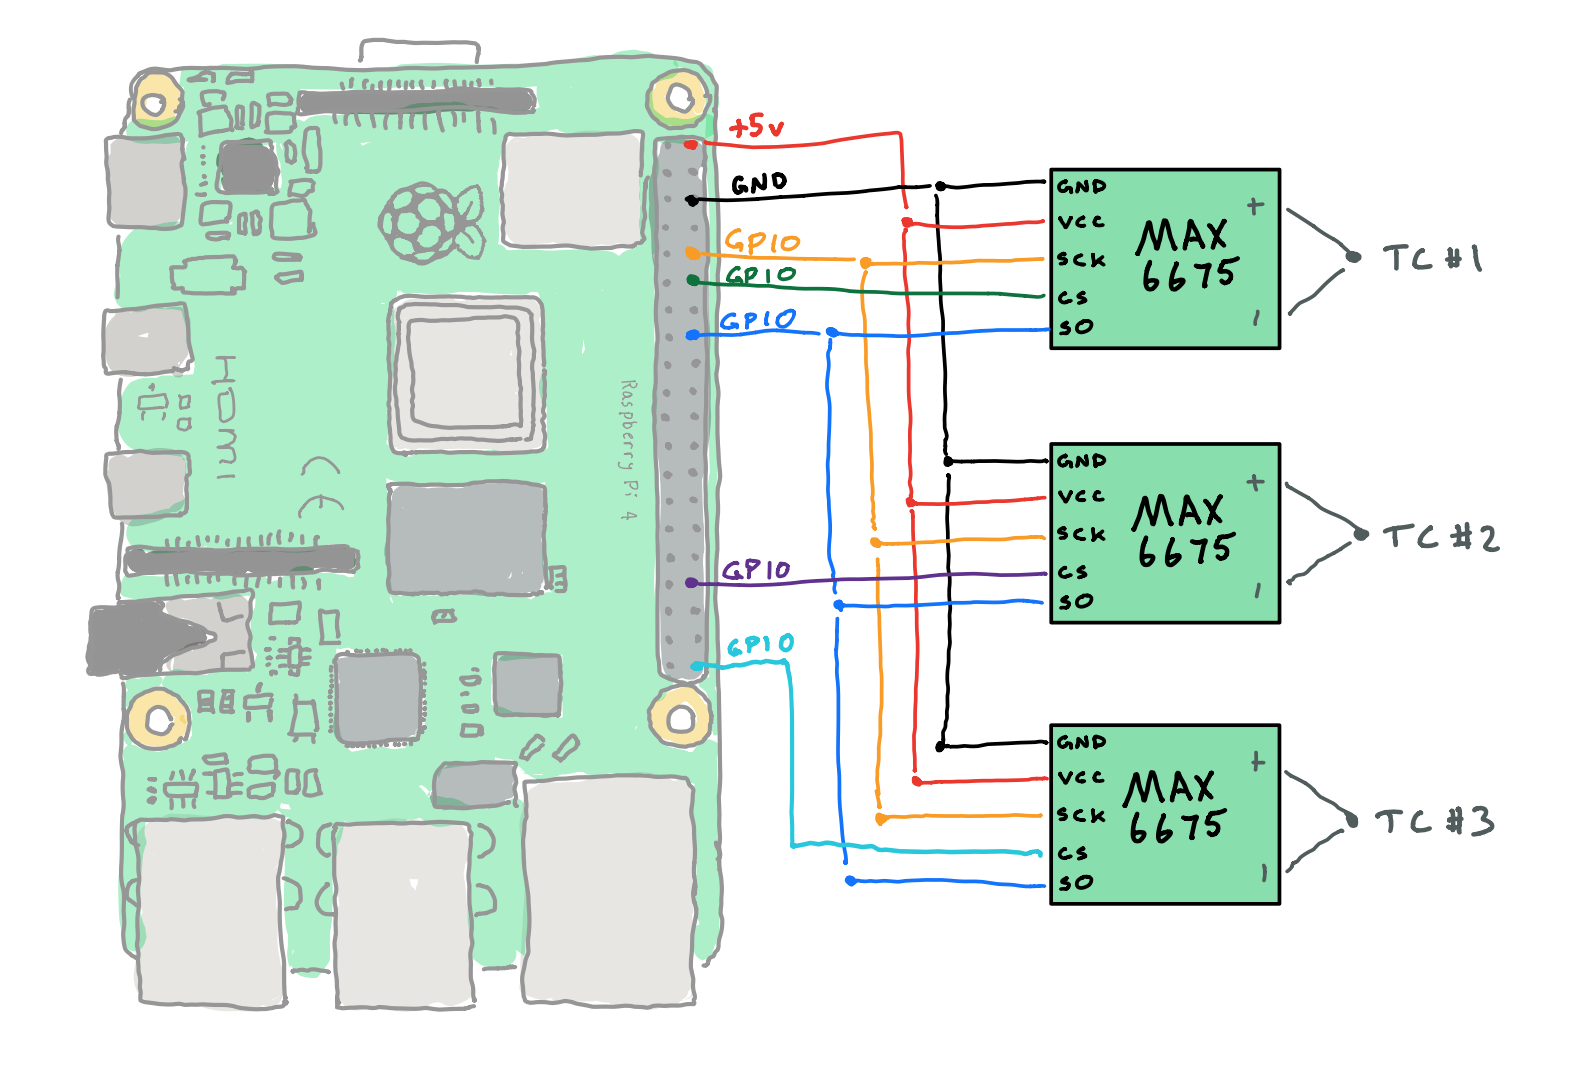 +5v
GND
GPIO
GPIO
GPIO
GPIO
GPIO
HDMI
CE
Raspberry Pi 4
GND
VCC
SCK
CS
SO
MAX
6675
+
-
TC #1
GND
VCC
SCK
CS
SO
MAX
6675
+
-
TC #2
GND
VCC
SCK
CS
SO
MAX
6675
+
-
TC #3